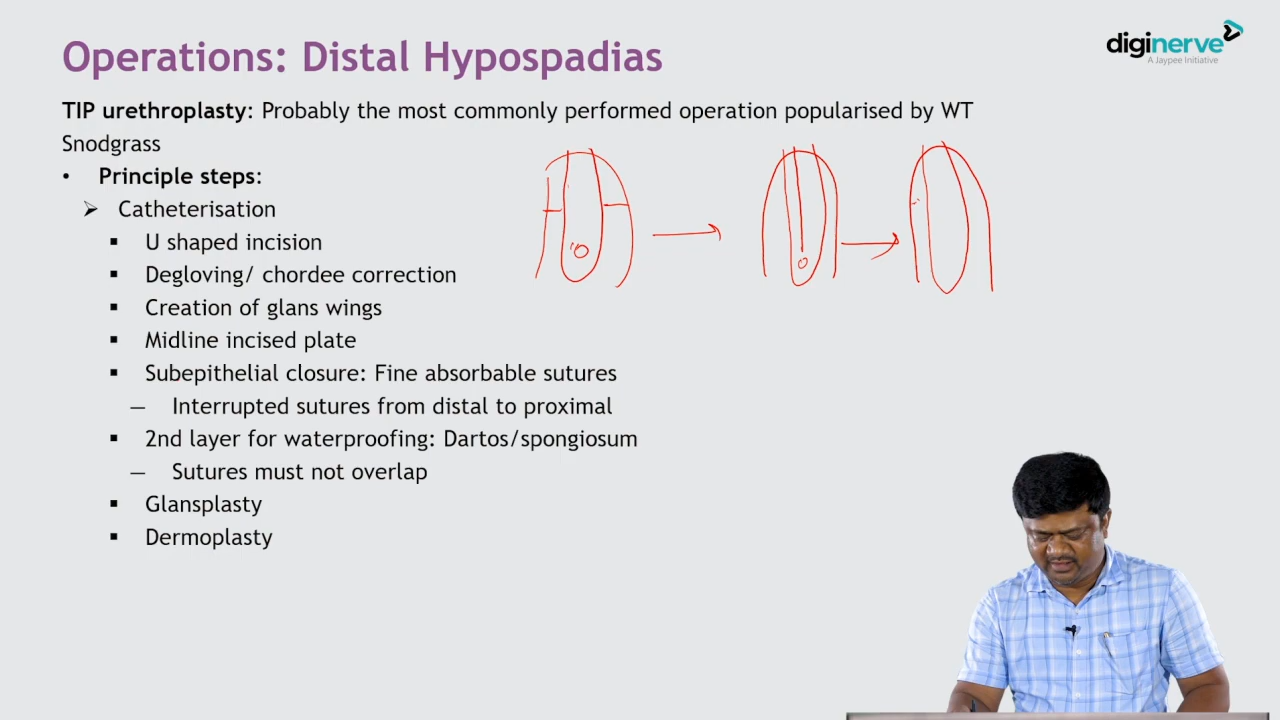 Operations: Distal Hypospadias
diginerve
A Jaypee Initiative
TIP urethroplasty: Probably the most commonly performed operation popularised by WT
Snodgrass
• Principle steps:
➢ Catheterisation
▪ U shaped incision
▪ Degloving/ chordee correction
▪ Creation of glans wings
▪ Midline incised plate
▪ Subepithelial closure: Fine absorbable sutures
— Interrupted sutures from distal to proximal
▪ 2nd layer for waterproofing: Dartos/spongiosum
— Sutures must not overlap
▪ Glansplasty
▪ Dermoplasty